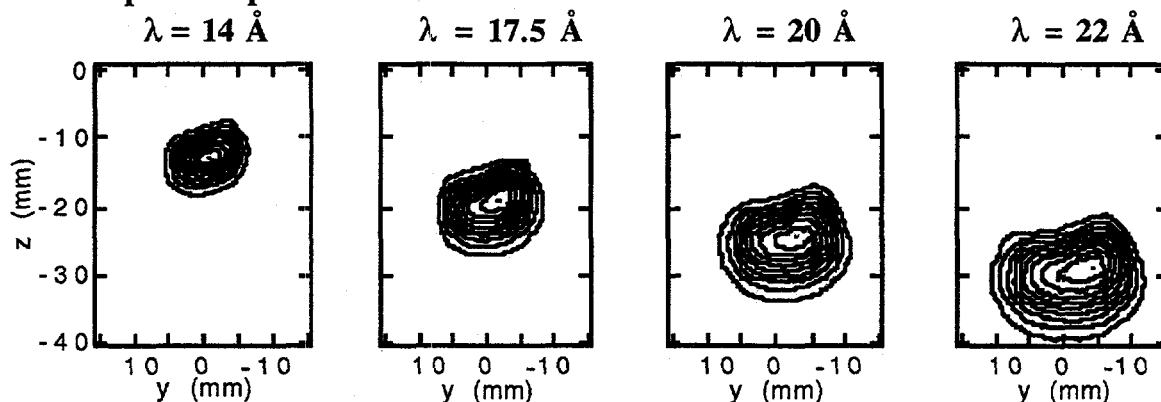 λ = 14 Å
λ = 17.5 Å
λ = 20 Å
λ = 22 Å
0
-10
-20
-30
-40
z (mm)
10 0 -10
10 0 -10
10 0 -10
10 0 -10
y (mm)
y (mm)
y (mm)
y (mm)